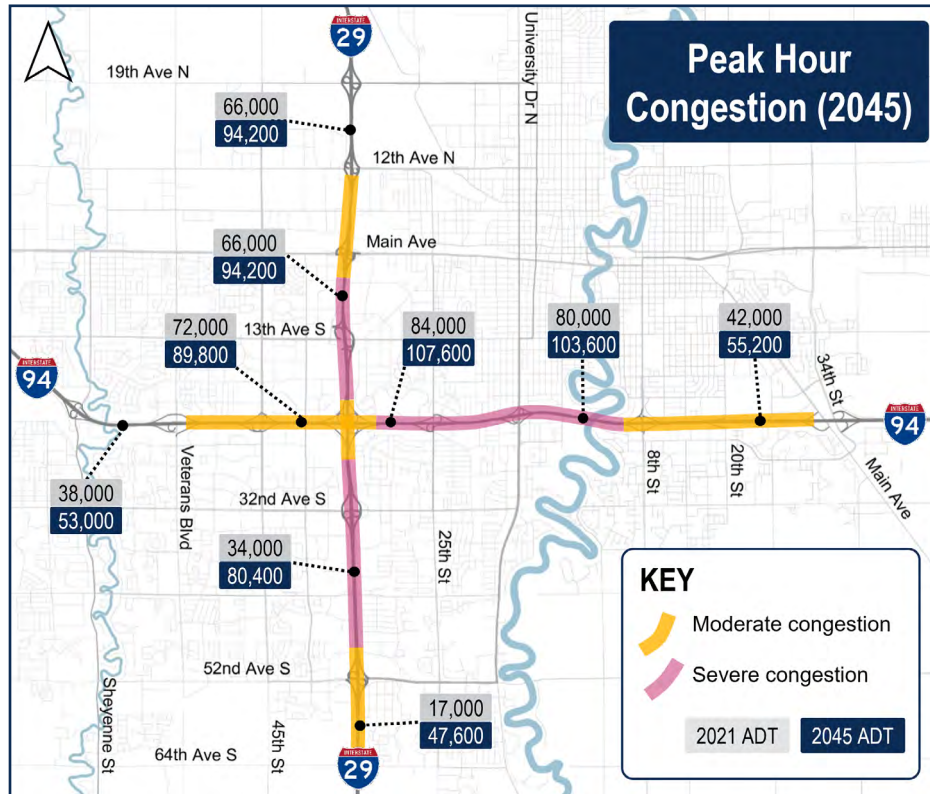 Peak Hour
Congestion (2045)
INTERSTATE
29
University Dr N
19th Ave N
66,000
94,200
12th Ave N
Main Ave
66,000
94,200
72,000
89,800
13th Ave S
84,000
107,600
80,000
103,600
42,000
55,200
34th St
INTERSTATE
94
INTERSTATE
94
Main Ave
38,000
53,000
Veterans Blvd
32nd Ave S
25th St
8th St
20th St
34,000
80,400
52nd Ave S
Sheyenne St
64th Ave S
45th St
17,000
47,600
INTERSTATE
29
KEY
Moderate congestion
Severe congestion
2021 ADT
2045 ADT